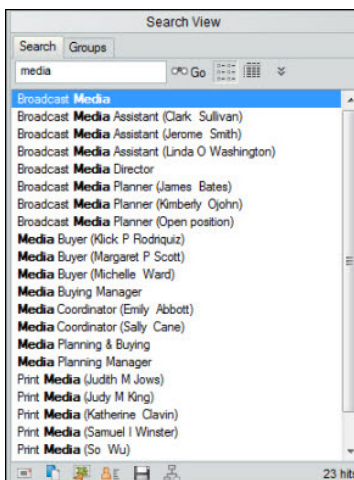 Search View
Search Groups
media Go
Broadcast Media
Broadcast Media Assistant (Clark Sullivan)
Broadcast Media Assistant (Jerome Smith)
Broadcast Media Assistant (Linda O Washington)
Broadcast Media Director
Broadcast Media Planner (James Bates)
Broadcast Media Planner (Kimberly Ojohn)
Broadcast Media Planner (Open position)
Media Buyer (Klick P Rodriquiz)
Media Buyer (Margaret P Scott)
Media Buyer (Michelle Ward)
Media Buying Manager
Media Coordinator (Emily Abbott)
Media Coordinator (Sally Cane)
Media Planning & Buying
Media Planning Manager
Print Media (Judith M Jows)
Print Media (Judy M King)
Print Media (Katherine Clavin)
Print Media (Samuel I Winster)
Print Media (So Wu)
23 hits